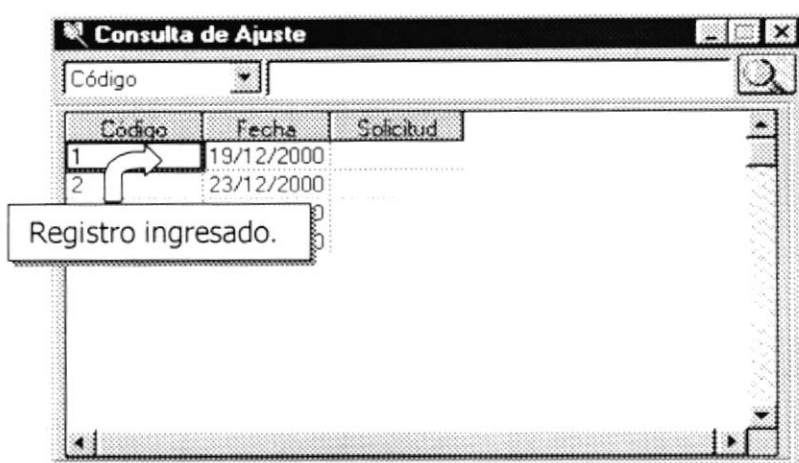 Consulta de Ajuste
Código
Código Fecha Solicitud
1 19/12/2000
2 23/12/2000
Registro ingresado.